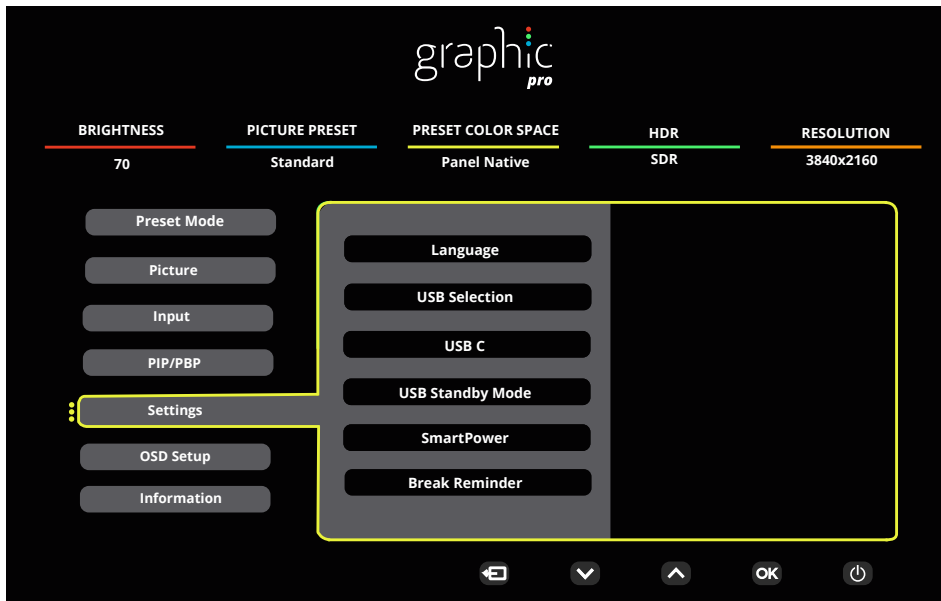 graphic
pro
BRIGHTNESS
70
PICTURE PRESET
Standard
PRESET COLOR SPACE
Panel Native
HDR
SDR
RESOLUTION
3840x2160
Preset Mode
Picture
Input
PIP/PBP
Settings
OSD Setup
Information
Language
USB Selection
USB C
USB Standby Mode
SmartPower
Break Reminder
OK